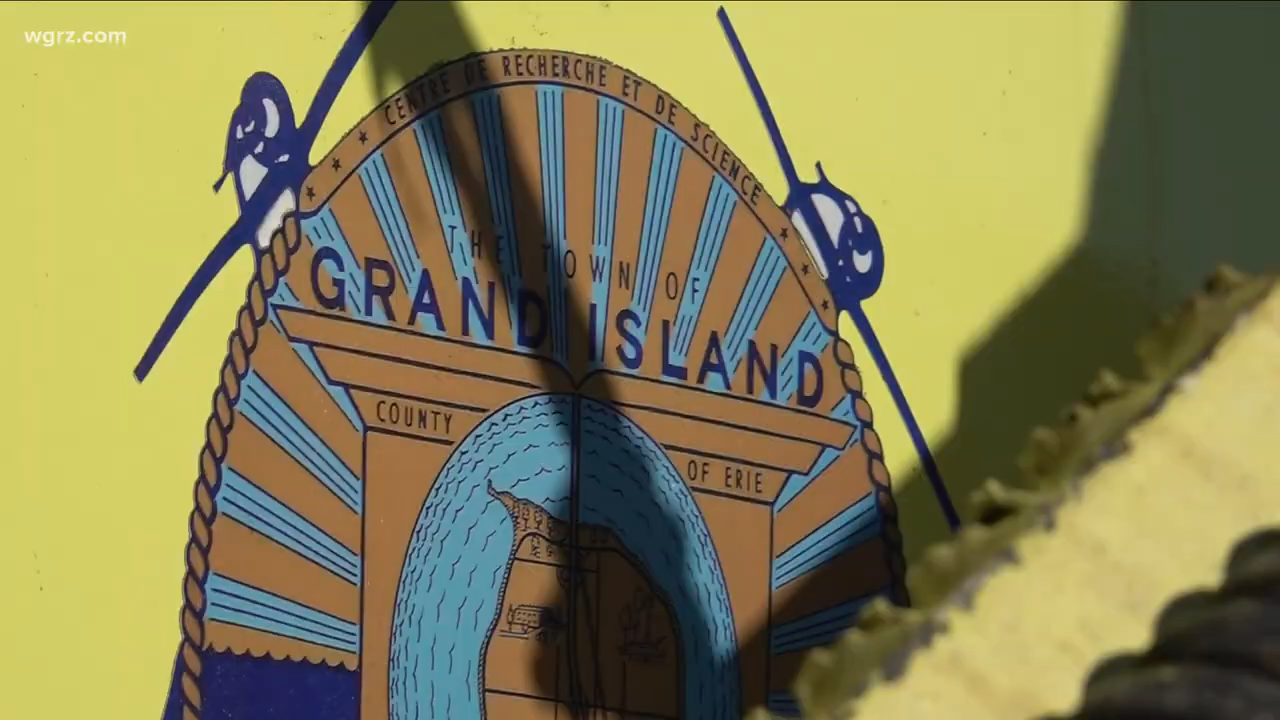 wgrz.com
CENTRE DE RECHERCHE ET DE SCIENCE
THE TOWN OF
GRAND ISLAND
COUNTY OF ERIE